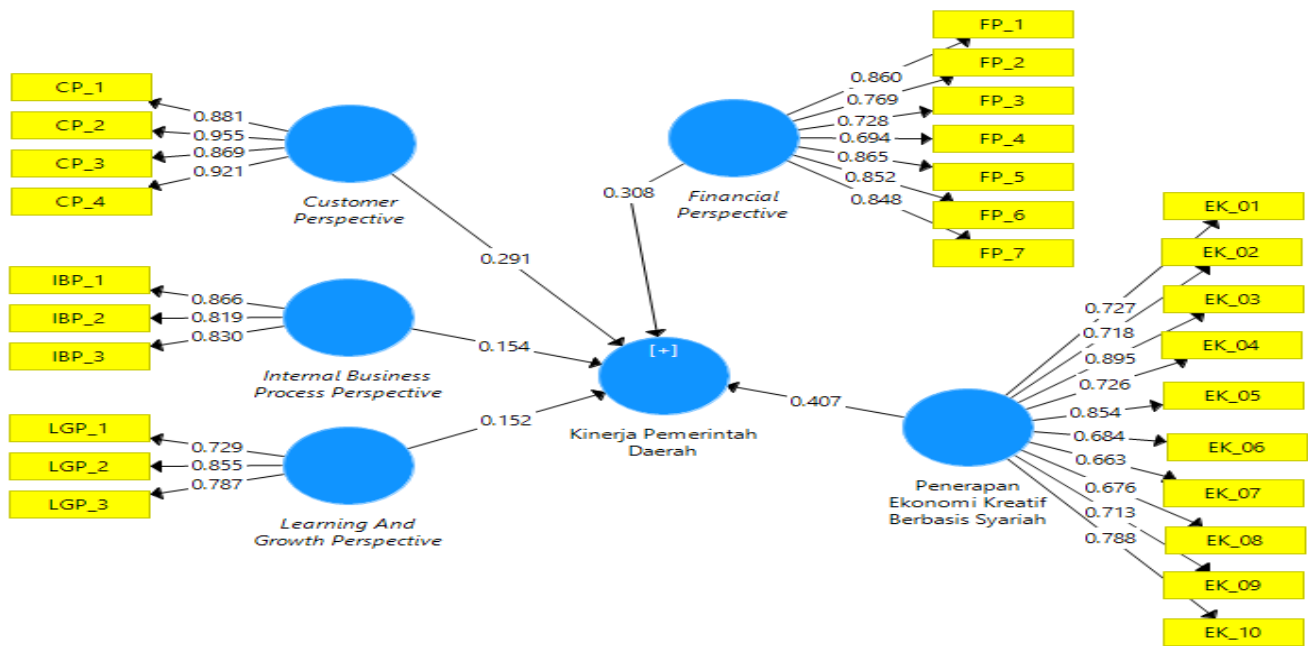 CP_1
CP_2
CP_3
CP_4
0.881
0.955
0.869
0.921
Customer
Perspective
0.291
IBP_1
IBP_2
IBP_3
0.866
0.819
0.830
Internal Business
Process Perspective
0.154
LGP_1
LGP_2
LGP_3
0.729
0.855
0.787
Learning And
Growth Perspective
0.152
FP_1
FP_2
FP_3
FP_4
FP_5
FP_6
FP_7
0.860
0.769
0.728
0.694
0.865
0.852
0.848
Financial
Perspective
0.308
[+]
Kinerja Pemerintah
Daerah
0.407
Penerapan
Ekonomi Kreatif
Berbasis Syariah
0.727
0.718
0.895
0.726
0.854
0.684
0.663
0.676
0.713
0.788
EK_01
EK_02
EK_03
EK_04
EK_05
EK_06
EK_07
EK_08
EK_09
EK_10